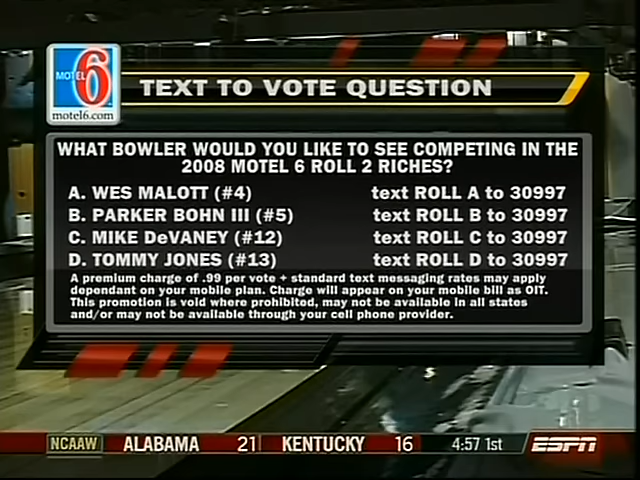 MOTEL 6
motel6.com
TEXT TO VOTE QUESTION
WHAT BOWLER WOULD YOU LIKE TO SEE COMPETING IN THE
2008 MOTEL 6 ROLL 2 RICHES?
A. WES MALOTT (#4) text ROLL A to 30997
B. PARKER BOHN III (#5) text ROLL B to 30997
C. MIKE DeVANEY (#12) text ROLL C to 30997
D. TOMMY JONES (#13) text ROLL D to 30997
A premium charge of .99 per vote + standard text messaging rates may apply
dependant on your mobile plan. Charge will appear on your mobile bill as OIT.
This promotion is void where prohibited, may not be available in all states
and/or may not be available through your cell phone provider.
NCAAW ALABAMA 21 KENTUCKY 16 4:57 1st ESPN